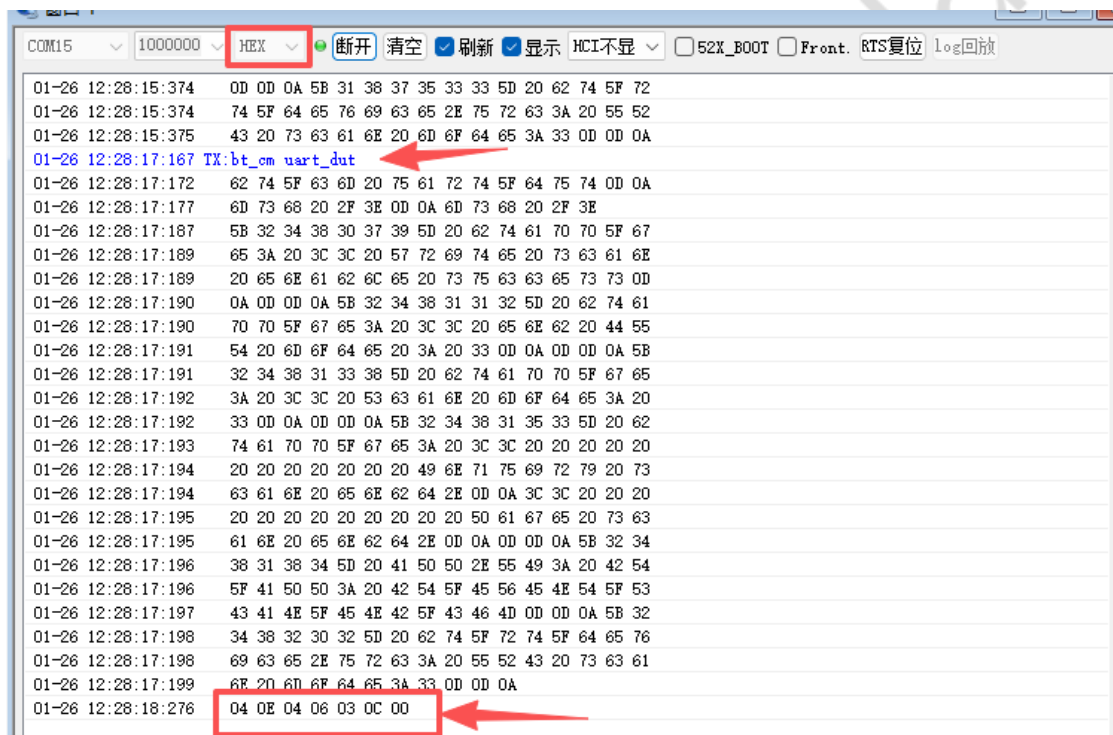 COM15 1000000 HEX 断开 清空 刷新 显示 HCI不显 52X_BOOT Front. RTS复位 log回放
01-26 12:28:15:374 0D 0D 0A 5B 31 38 37 35 33 33 5D 20 62 74 5F 72
01-26 12:28:15:374 74 5F 64 65 76 69 63 65 2E 75 72 63 3A 20 55 52
01-26 12:28:15:375 43 20 73 63 61 6E 20 6D 6F 64 65 3A 33 0D 0D 0A
01-26 12:28:17:167 TX:bt_cm uart_dut
01-26 12:28:17:172 62 74 5F 63 6D 20 75 61 72 74 5F 64 75 74 0D 0A
01-26 12:28:17:177 6D 73 68 20 2F 3E 0D 0A 6D 73 68 20 2F 3E
01-26 12:28:17:187 5B 32 34 38 30 37 39 5D 20 62 74 61 70 70 5F 67
01-26 12:28:17:189 65 3A 20 3C 3C 20 57 72 69 74 65 20 73 63 61 6E
01-26 12:28:17:189 20 65 6E 61 62 6C 65 20 73 75 63 63 65 73 73 0D
01-26 12:28:17:190 0A 0D 0D 0A 5B 32 34 38 31 31 32 5D 20 62 74 61
01-26 12:28:17:190 70 70 5F 67 65 3A 20 3C 3C 20 65 6E 62 20 44 55
01-26 12:28:17:191 54 20 6D 6F 64 65 20 3A 20 33 0D 0A 0D 0D 0A 5B
01-26 12:28:17:191 32 34 38 31 33 38 5D 20 62 74 61 70 70 5F 67 65
01-26 12:28:17:192 3A 20 3C 3C 20 53 63 61 6E 20 6D 6F 64 65 3A 20
01-26 12:28:17:192 33 0D 0A 0D 0D 0A 5B 32 34 38 31 35 33 5D 20 62
01-26 12:28:17:193 74 61 70 70 5F 67 65 3A 20 3C 3C 20 20 20 20 20
01-26 12:28:17:194 20 20 20 20 20 20 20 49 6E 71 75 69 72 79 20 73
01-26 12:28:17:194 63 61 6E 20 65 6E 62 64 2E 0D 0A 3C 3C 20 20 20
01-26 12:28:17:195 20 20 20 20 20 20 20 20 20 50 61 67 65 20 73 63
01-26 12:28:17:195 61 6E 20 65 6E 62 64 2E 0D 0A 0D 0D 0A 5B 32 34
01-26 12:28:17:196 38 31 38 34 5D 20 41 50 50 2E 55 49 3A 20 42 54
01-26 12:28:17:196 5F 41 50 50 3A 20 42 54 5F 45 56 45 4E 54 5F 53
01-26 12:28:17:197 43 41 4E 5F 45 4E 42 5F 43 46 4D 0D 0D 0A 5B 32
01-26 12:28:17:198 34 38 32 30 32 5D 20 62 74 5F 72 74 5F 64 65 76
01-26 12:28:17:198 69 63 65 2E 75 72 63 3A 20 55 52 43 20 73 63 61
01-26 12:28:17:199 6E 20 6D 6F 64 65 3A 33 0D 0D 0A
01-26 12:28:18:276 04 0E 04 06 03 0C 00